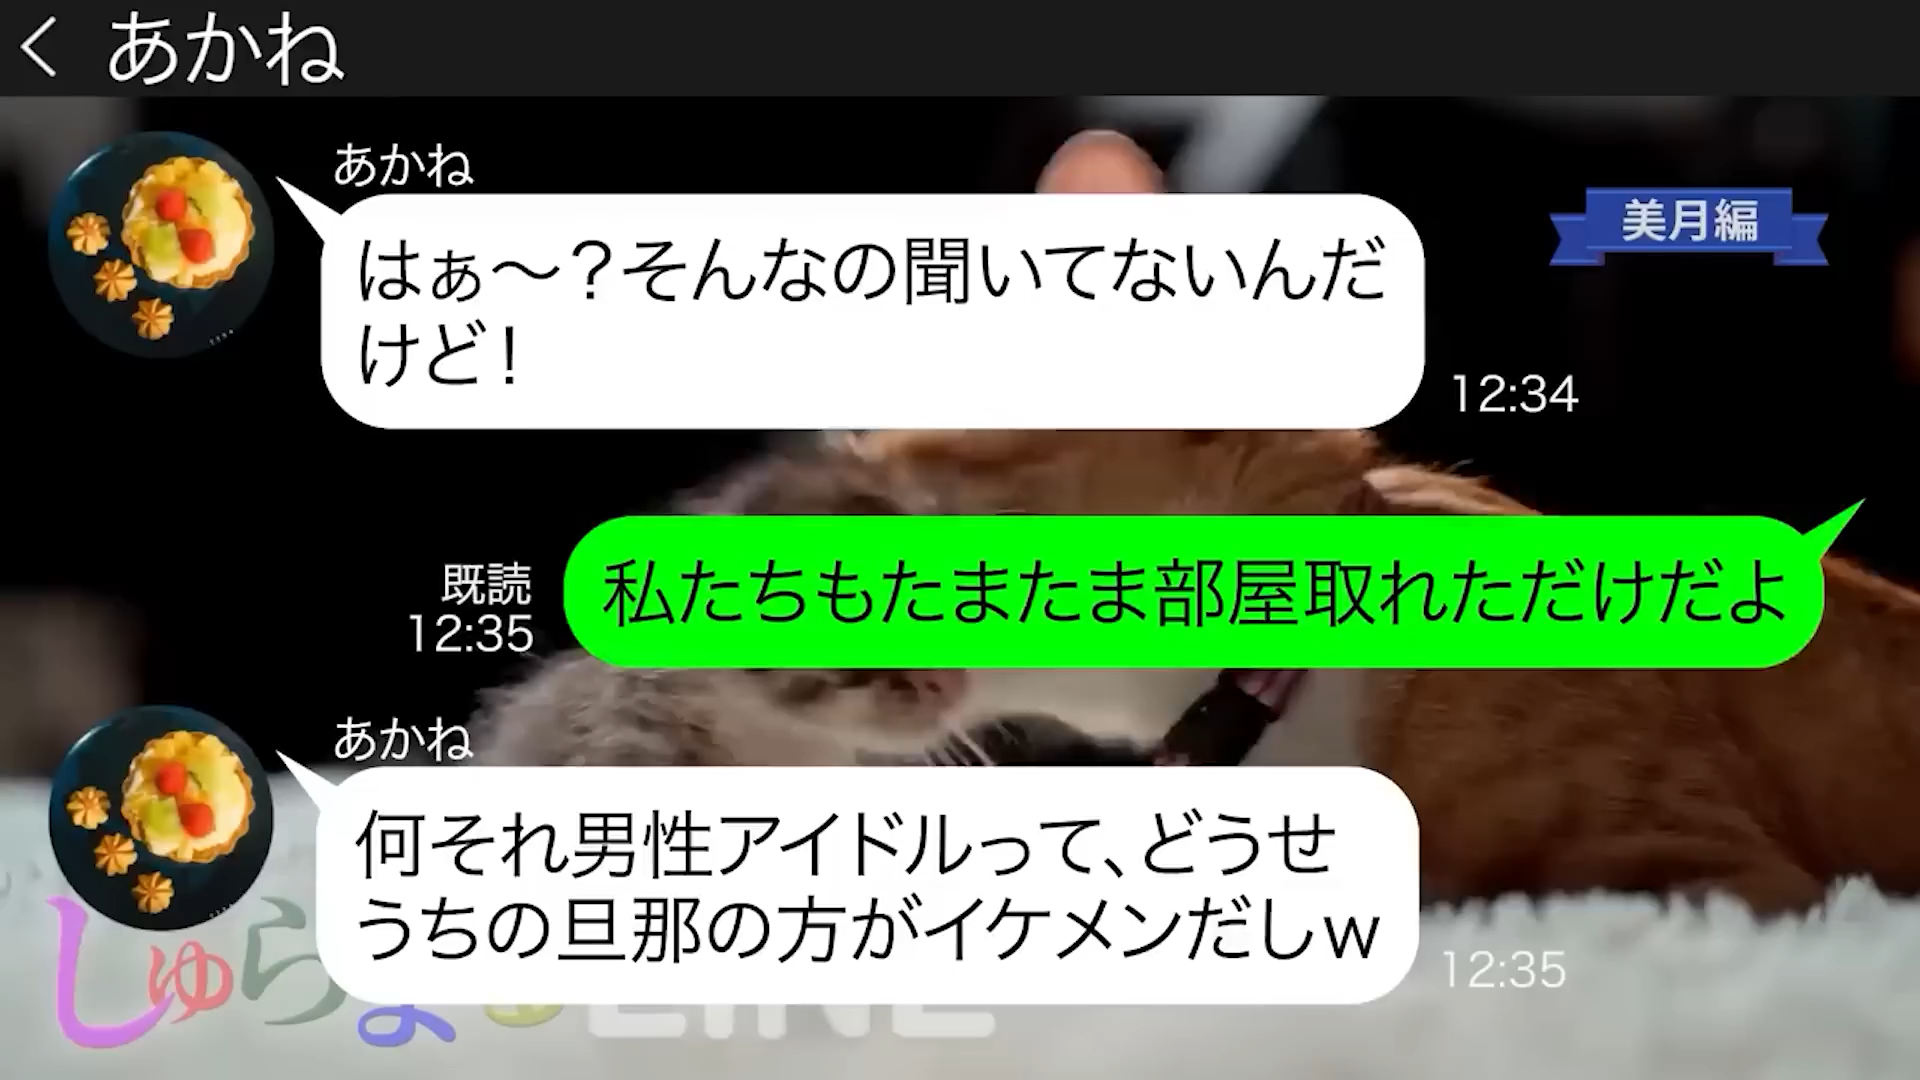 あかね
あかね
美月編
はぁ～？そんなの聞いてないんだ
けど！
12:34
私たちもたまたま部屋取れただけだよ
既読
12:35
あかね
何それ男性アイドルって、どうせ
うちの旦那の方がイケメンだしw
12:35
しゅら
LINE